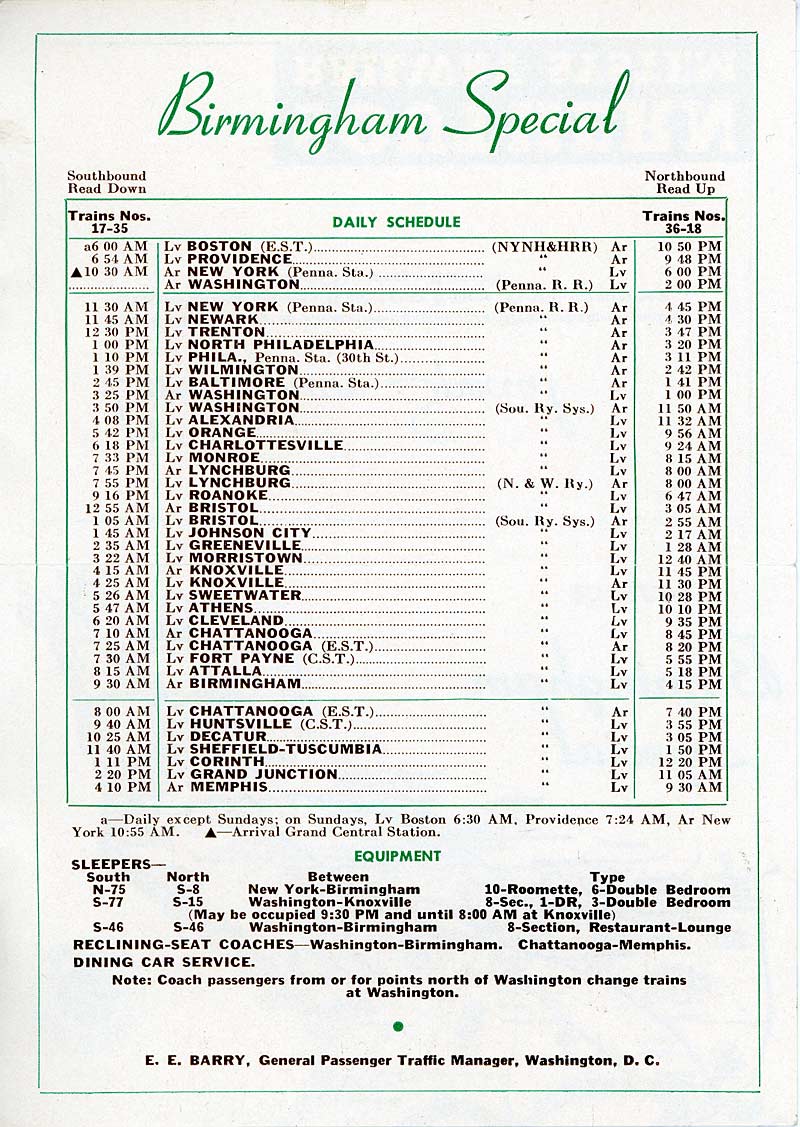 Birmingham Special
Southbound Northbound
Read Down Read Up
Trains Nos. DAILY SCHEDULE Trains Nos.
17-35 36-18
a6 00 AM Lv BOSTON (E.S.T.) (NYNH&HRR) Ar 10 50 PM
6 54 AM Lv PROVIDENCE “ Ar 9 48 PM
▲10 30 AM Ar NEW YORK (Penna. Sta.) “ Lv 6 00 PM
Ar WASHINGTON (Penna. R. R.) Lv 2 00 PM
11 30 AM Lv NEW YORK (Penna. Sta.) (Penna. R. R.) Ar 4 45 PM
11 45 AM Lv NEWARK “ Ar 4 30 PM
12 30 PM Lv TRENTON “ Ar 3 47 PM
1 00 PM Lv NORTH PHILADELPHIA “ Ar 3 20 PM
1 10 PM Lv PHILA., Penna. Sta. (30th St.) “ Ar 3 11 PM
1 39 PM Lv WILMINGTON “ Ar 2 42 PM
2 45 PM Lv BALTIMORE (Penna. Sta.) “ Ar 1 41 PM
3 25 PM Ar WASHINGTON “ Lv 1 00 PM
3 50 PM Lv WASHINGTON (Sou. Ry. Sys.) Ar 11 50 AM
4 08 PM Lv ALEXANDRIA “ Lv 11 32 AM
5 42 PM Lv ORANGE “ Lv 9 56 AM
6 18 PM Lv CHARLOTTESVILLE “ Lv 9 24 AM
7 33 PM Lv MONROE “ Lv 8 15 AM
7 45 PM Ar LYNCHBURG “ Lv 8 00 AM
7 55 PM Lv LYNCHBURG (N. & W. Ry.) Ar 8 00 AM
9 16 PM Lv ROANOKE “ Lv 6 47 AM
12 55 AM Ar BRISTOL “ Lv 3 05 AM
1 05 AM Lv BRISTOL (Sou. Ry. Sys.) Ar 2 55 AM
1 45 AM Lv JOHNSON CITY “ Lv 2 17 AM
2 35 AM Lv GREENEVILLE “ Lv 1 28 AM
3 22 AM Lv MORRISTOWN “ Lv 12 40 AM
4 15 AM Ar KNOXVILLE “ Lv 11 45 PM
4 25 AM Lv KNOXVILLE “ Ar 11 30 PM
5 26 AM Lv SWEETWATER “ Lv 10 28 PM
5 47 AM Lv ATHENS “ Lv 10 10 PM
6 20 AM Lv CLEVELAND “ Lv 9 35 PM
7 10 AM Ar CHATTANOOGA “ Lv 8 45 PM
7 25 AM Lv CHATTANOOGA (E.S.T.) “ Ar 8 20 PM
7 30 AM Lv FORT PAYNE (C.S.T.) “ Lv 5 55 PM
8 15 AM Lv ATTALLA “ Lv 5 18 PM
9 30 AM Ar BIRMINGHAM “ Lv 4 15 PM
8 00 AM Lv CHATTANOOGA (E.S.T.) “ Ar 7 40 PM
9 40 AM Lv HUNTSVILLE (C.S.T.) “ Lv 3 55 PM
10 25 AM Lv DECATUR “ Lv 3 05 PM
11 40 AM Lv SHEFFIELD-TUSCUMBIA “ Lv 1 50 PM
1 11 PM Lv CORINTH “ Lv 12 20 PM
2 20 PM Lv GRAND JUNCTION “ Lv 11 05 AM
4 10 PM Ar MEMPHIS “ Lv 9 30 AM
a—Daily except Sundays; on Sundays, Lv Boston 6:30 AM, Providence 7:24 AM, Ar New
York 10:55 AM. ▲—Arrival Grand Central Station.
EQUIPMENT
SLEEPERS—
South North Between Type
N-75 S-8 New York-Birmingham 10-Roomette, 6-Double Bedroom
S-77 S-15 Washington-Knoxville 8-Sec., 1-DR, 3-Double Bedroom
(May be occupied 9:30 PM and until 8:00 AM at Knoxville)
S-46 S-46 Washington-Birmingham 8-Section, Restaurant-Lounge
RECLINING-SEAT COACHES—Washington-Birmingham. Chattanooga-Memphis.
DINING CAR SERVICE.
Note: Coach passengers from or for points north of Washington change trains
at Washington.
E. E. BARRY, General Passenger Traffic Manager, Washington, D. C.